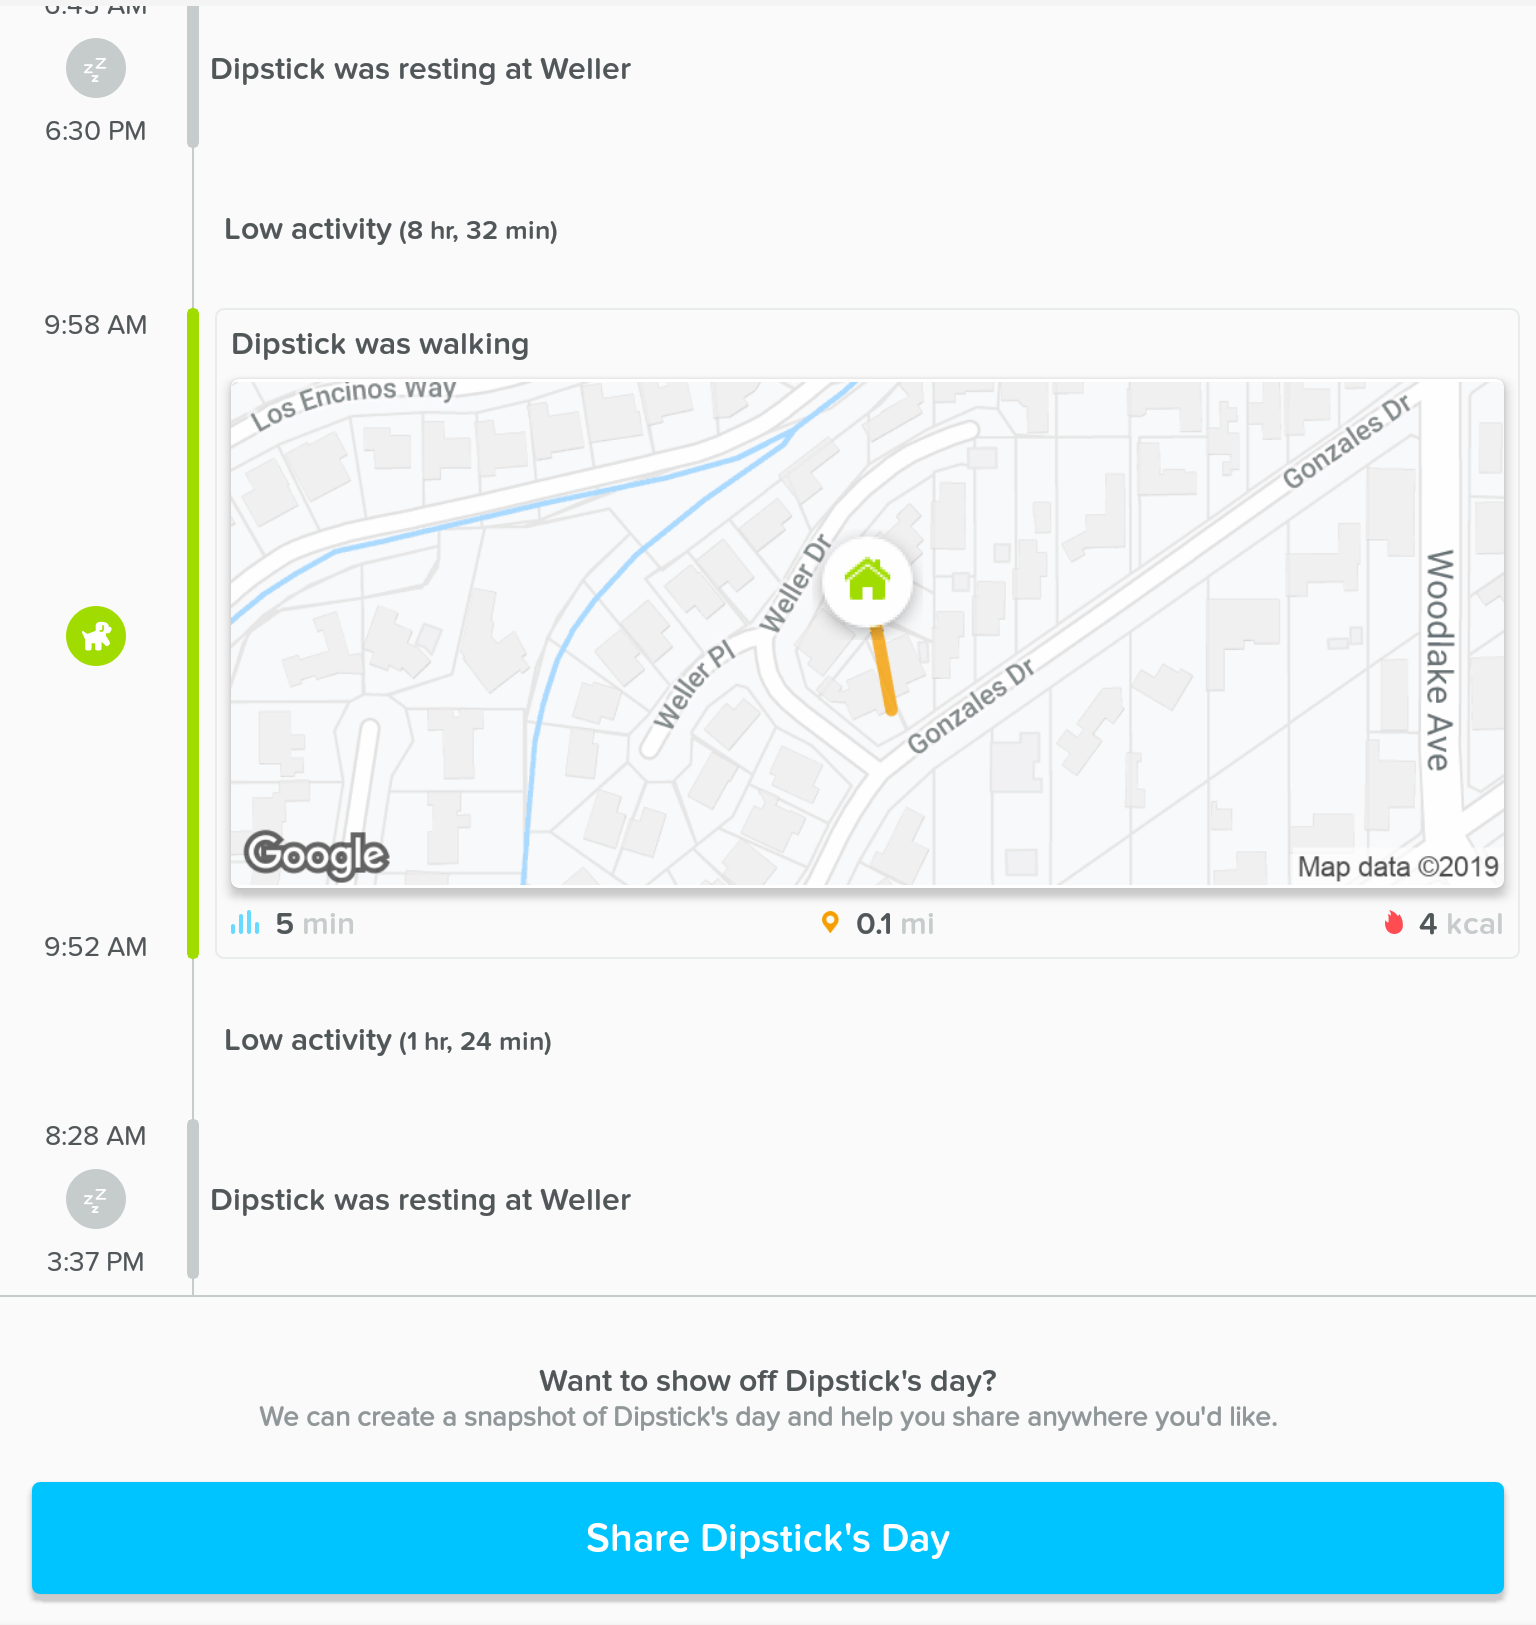 6:45 AM
Dipstick was resting at Weller
6:30 PM
Low activity (8 hr, 32 min)
9:58 AM
Dipstick was walking
Los Encinos Way
Gonzales Dr
Weller Dr
Woodlake Ave
Weller Pl
Gonzales Dr
Google
Map data ©2019
5 min
0.1 mi
4 kcal
9:52 AM
Low activity (1 hr, 24 min)
8:28 AM
Dipstick was resting at Weller
3:37 PM
Want to show off Dipstick's day?
We can create a snapshot of Dipstick's day and help you share anywhere you'd like.
Share Dipstick's Day